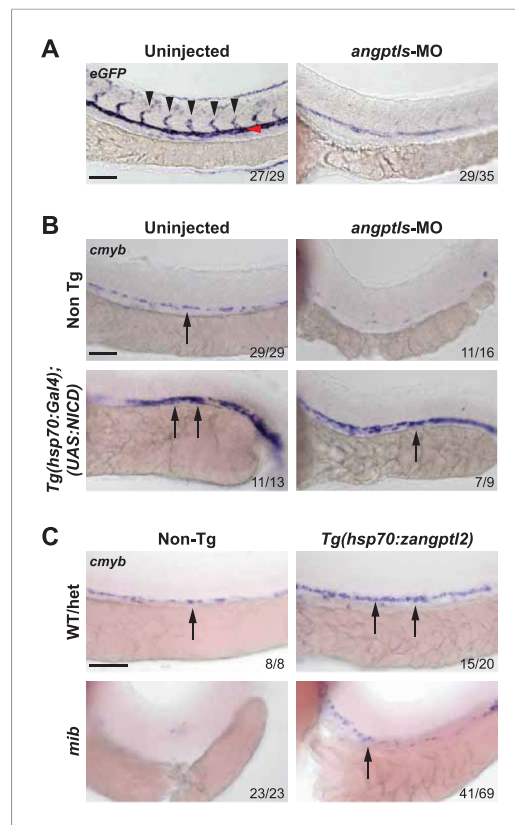 A
Uninjected
angptls-MO
eGFP
27/29
29/35
B
Uninjected
angptls-MO
Non Tg
cmyb
29/29
11/16
Tg(hsp70:Gal4);
(UAS:NICD)
11/13
7/9
C
Non-Tg
Tg(hsp70:zangptl2)
WT/het
cmyb
8/8
15/20
mib
23/23
41/69